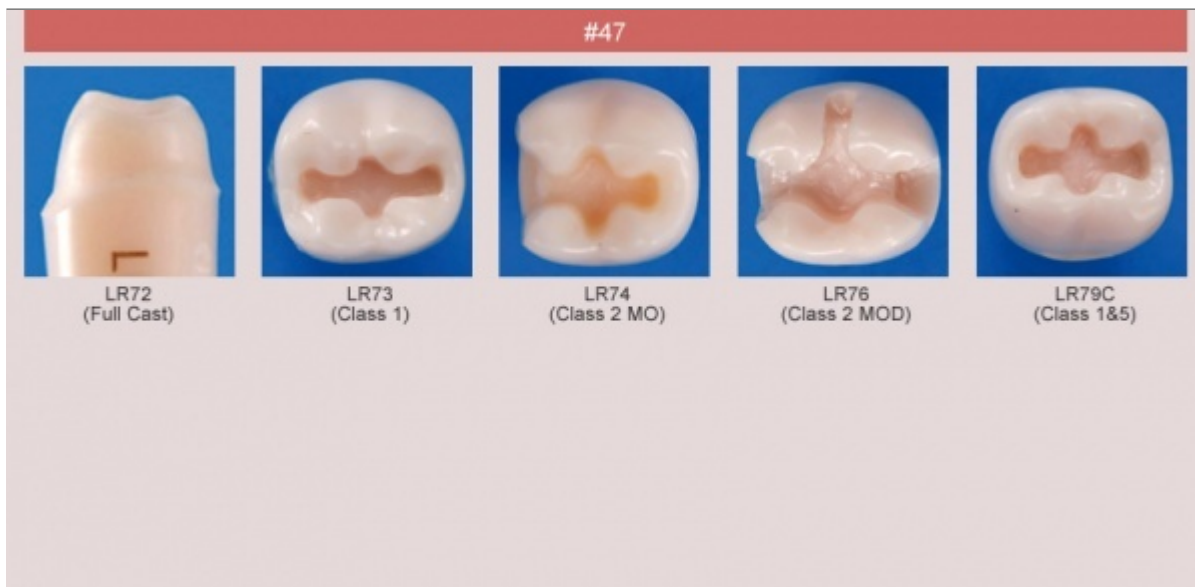 #47
LR72
(Full Cast)
LR73
(Class 1)
LR74
(Class 2 MO)
LR76
(Class 2 MOD)
LR79C
(Class 1&5)
L